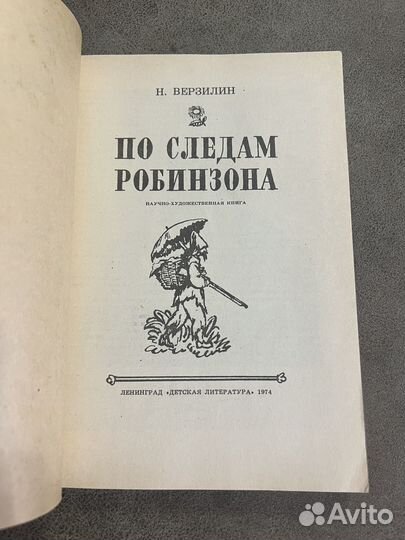 Н. ВЕРЗИЛИН
ПО СЛЕДАМ
РОБИНЗОНА
НАУЧНО-ХУДОЖЕСТВЕННАЯ КНИГА
ЛЕНИНГРАД «ДЕТСКАЯ ЛИТЕРАТУРА» 1974
Avito